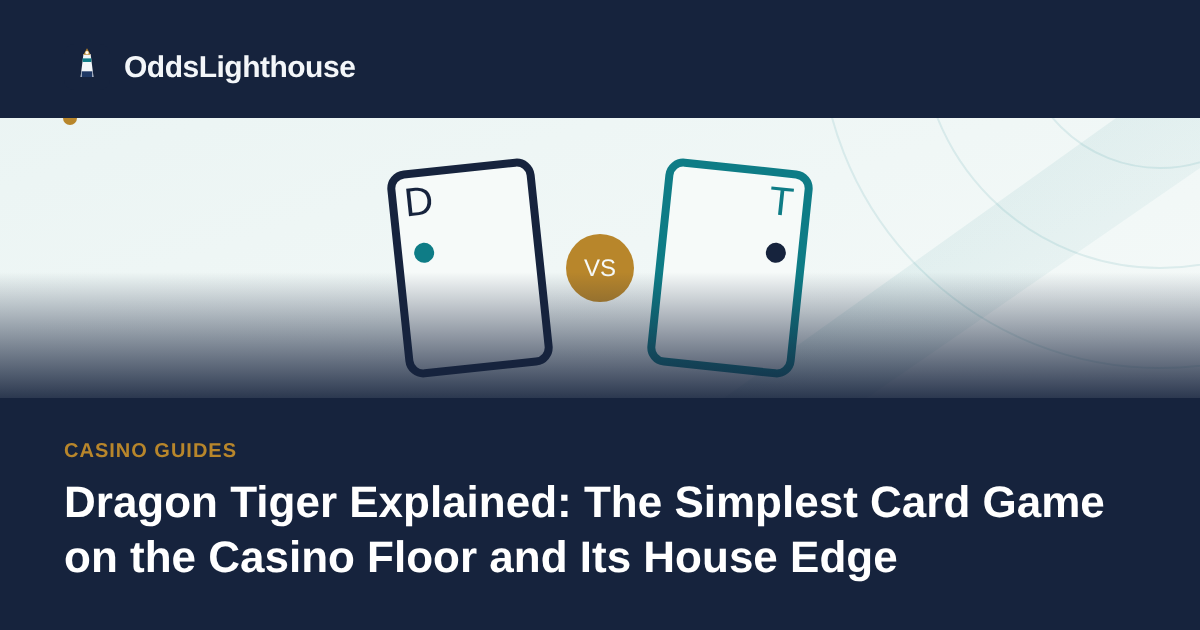 OddsLighthouse
D
T
VS
CASINO GUIDES
Dragon Tiger Explained: The Simplest Card Game
on the Casino Floor and Its House Edge